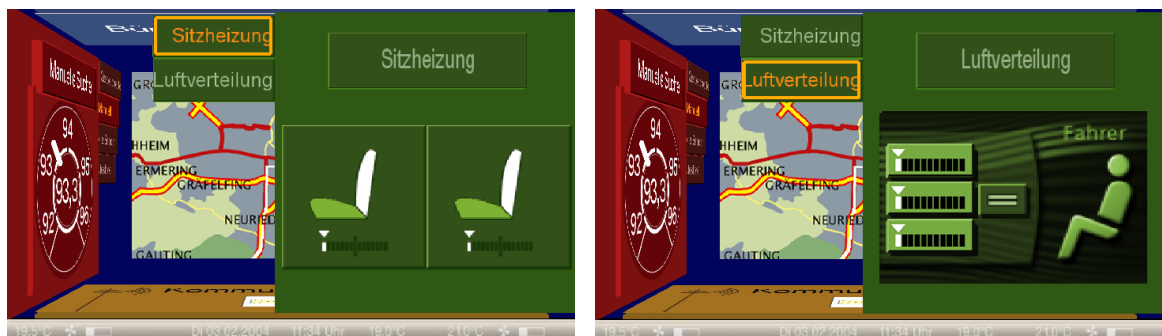 Sitzheizung
Luftverteilung
Sitzheizung
Manuelle Suche
94
93
95
93,3
92
96
HHEIM
ERMERING
GRÄFELFING
NEURIED
GAUTING
Kommu
19.5°C
Di 03.02.2004
11:34 Uhr
19.0°C
21.0°C
Sitzheizung
Luftverteilung
Luftverteilung
Manuelle Suche
94
93
95
93,3
92
96
HHEIM
ERMERING
GRÄFELFING
NEURIED
GAUTING
Fahrer
Kommu
19.5°C
Di 03.02.2004
11:34 Uhr
19.0°C
21.0°C